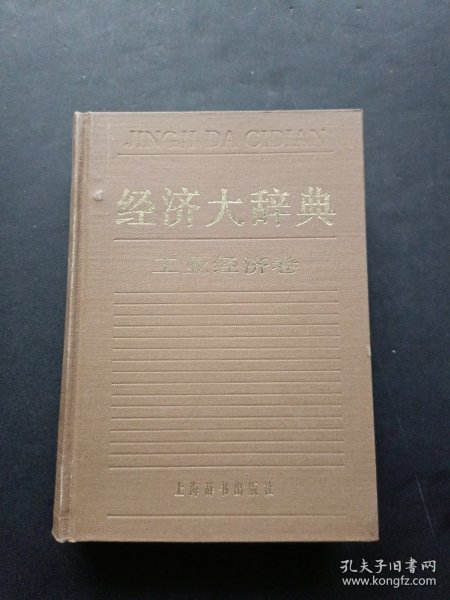 JINGJI DA CIDIAN
经济大辞典
工业经济卷
上海辞书出版社
孔夫子旧书网
www.kongfz.com